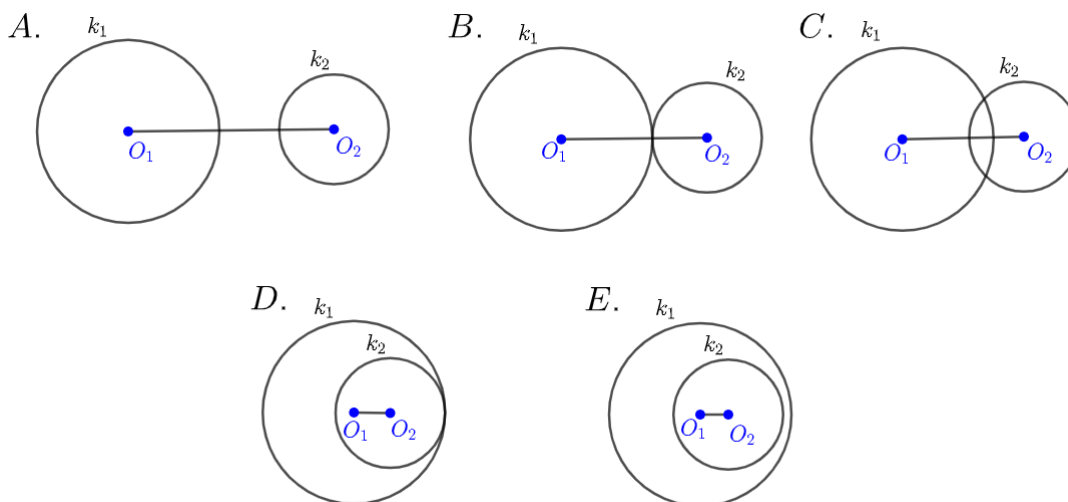 A. k₁ k₂ O₁ O₂
B. k₁ k₂ O₁ O₂
C. k₁ k₂ O₁ O₂
D. k₁ k₂ O₁ O₂
E. k₁ k₂ O₁ O₂